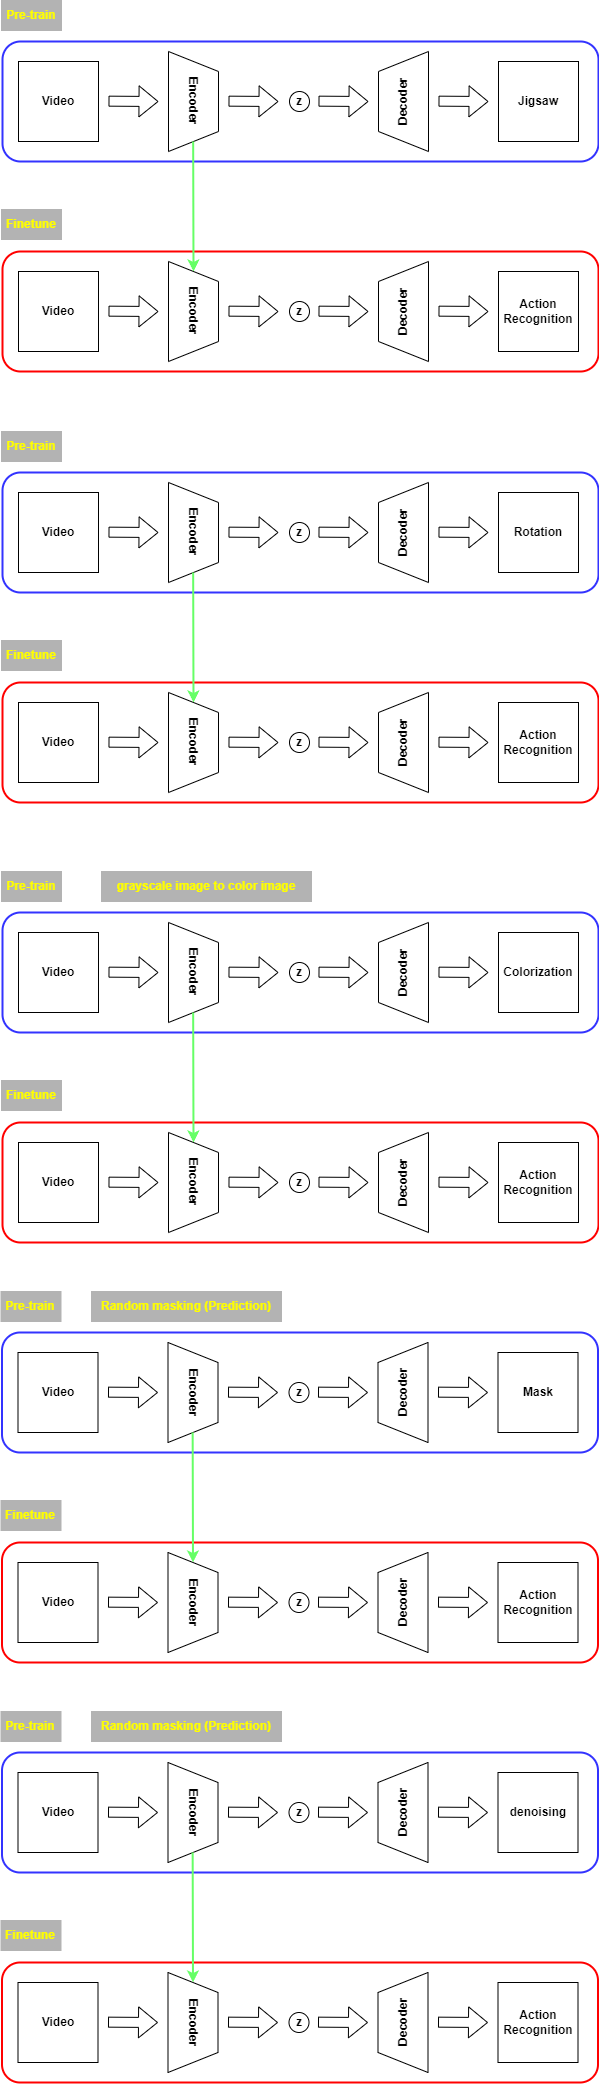 Pre-train
Video
Encoder
z
Decoder
Jigsaw
Finetune
Video
Encoder
z
Decoder
Action
Recognition
Pre-train
Video
Encoder
z
Decoder
Rotation
Finetune
Video
Encoder
z
Decoder
Action
Recognition
Pre-train
grayscale image to color image
Video
Encoder
z
Decoder
Colorization
Finetune
Video
Encoder
z
Decoder
Action
Recognition
Pre-train
Random masking (Prediction)
Video
Encoder
z
Decoder
Mask
Finetune
Video
Encoder
z
Decoder
Action
Recognition
Pre-train
Random masking (Prediction)
Video
Encoder
z
Decoder
denoising
Finetune
Video
Encoder
z
Decoder
Action
Recognition